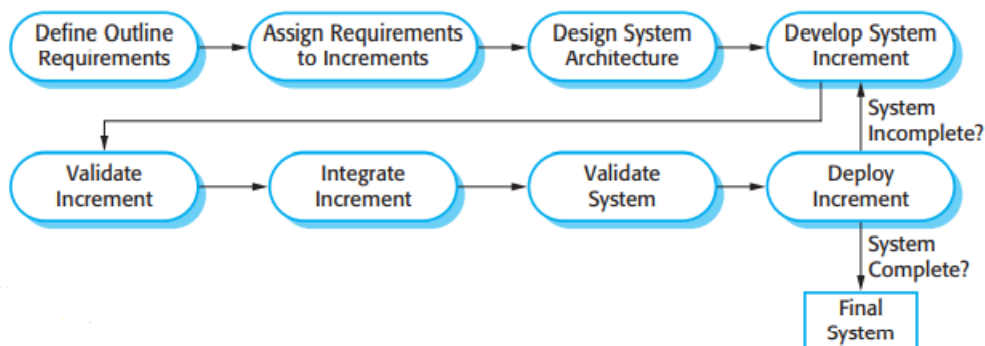 Define Outline
Requirements
Assign Requirements
to Increments
Design System
Architecture
Develop System
Increment
System
Incomplete?
Validate
Increment
Integrate
Increment
Validate
System
Deploy
Increment
System
Complete?
Final
System